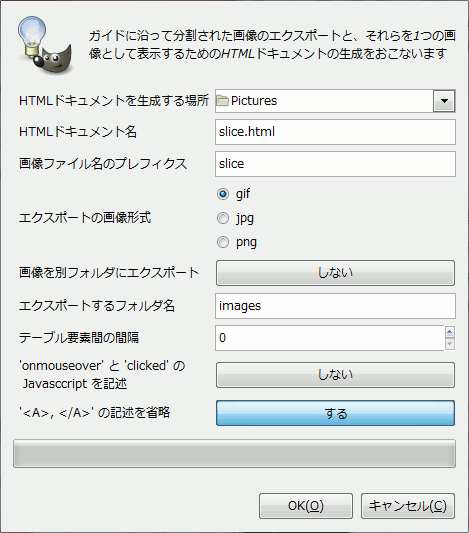 ガイドに沿って分割された画像のエクスポートと、それらを1つの画
像として表示するためのHTMLドキュメントの生成をおこないます
HTMLドキュメントを生成する場所 Pictures
HTMLドキュメント名 slice.html
画像ファイル名のプレフィクス slice
gif
エクスポートの画像形式 jpg
png
画像を別フォルダにエクスポート しない
エクスポートするフォルダ名 images
テーブル要素間の間隔 0
'onmouseover' と 'clicked' の
Javasccript を記述 しない
'<A>, </A>' の記述を省略 する
OK(O) キャンセル(C)